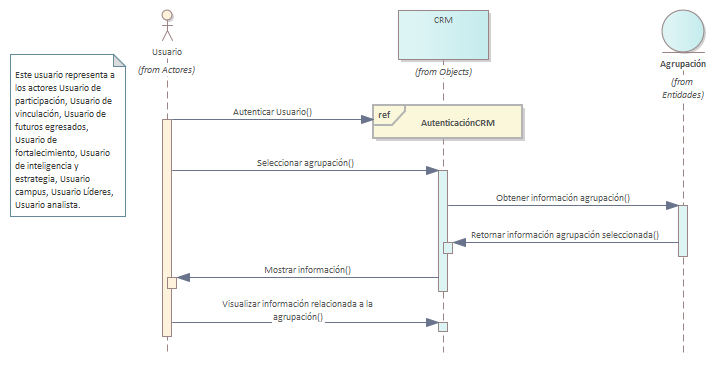 CRM
Usuario
(from Actores)
(from Objects)
Agrupación
(from
Entidades)
Este usuario representa a
los actores Usuario de
participación, Usuario de
vinculación, Usuario de
futuros egresados,
Usuario de
fortalecimiento, Usuario
de inteligencia y
estrategia, Usuario
campus, Usuario Líderes,
Usuario analista.
Autenticar Usuario()
ref
AutenticaciónCRM
Seleccionar agrupación()
Obtener información agrupación()
Retornar información agrupación seleccionada()
Mostrar información()
Visualizar información relacionada a la
agrupación()